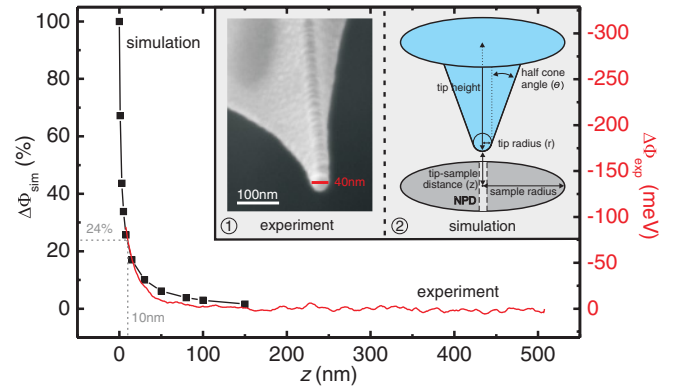 100
80
60
40
20
0
ΔΦsim (%)
simulation
24%
10nm
experiment
0
100
200
300
400
500
z (nm)
-300
-250
-200
-150
-100
-50
0
ΔΦexp (meV)
40nm
100nm
1 experiment
half cone
angle (ɵ)
tip height
tip radius (r)
tip-sample
distance (z)
sample radius
NPD
2 simulation